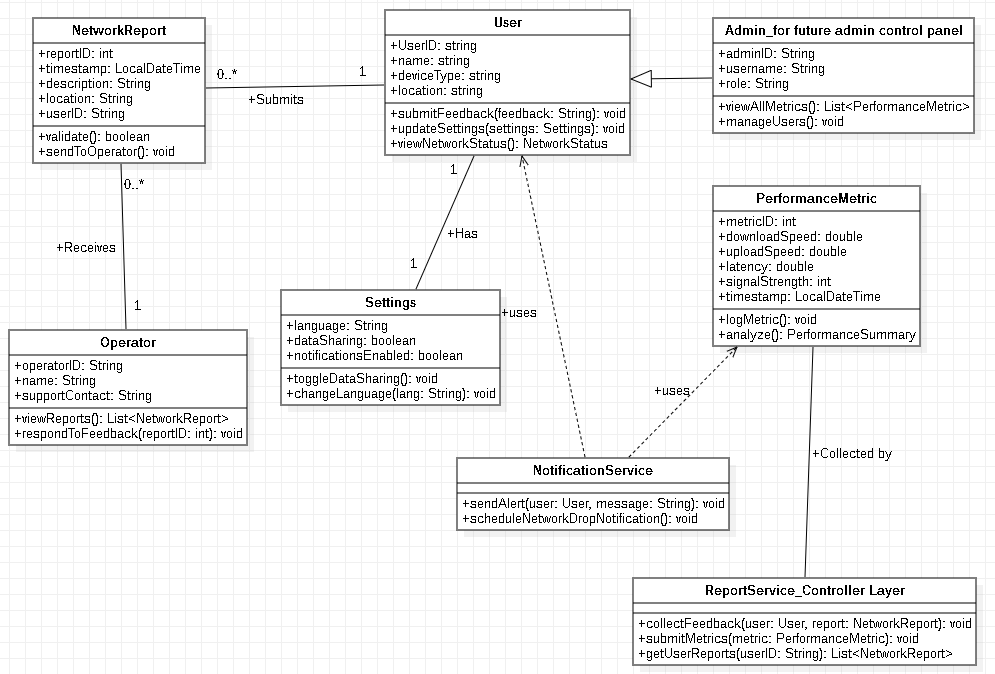 NetworkReport
+reportID: int
+timestamp: LocalDateTime
+description: String
+location: String
+userID: String
+validate(): boolean
+sendToOperator(): void
0..*
1
+Submits
User
+UserID: string
+name: string
+deviceType: string
+location: string
+submitFeedback(feedback: String): void
+updateSettings(settings: Settings): void
+viewNetworkStatus(): NetworkStatus
Admin_for future admin control panel
+adminID: String
+username: String
+role: String
+viewAllMetrics(): List<PerformanceMetric>
+manageUsers(): void
0..*
+Receives
1
1
+Has
1
PerformanceMetric
+metricID: int
+downloadSpeed: double
+uploadSpeed: double
+latency: double
+signalStrength: int
+timestamp: LocalDateTime
+logMetric(): void
+analyze(): PerformanceSummary
Settings
+language: String
+dataSharing: boolean
+notificationsEnabled: boolean
+toggleDataSharing(): void
+changeLanguage(lang: String): void
+uses
Operator
+operatorID: String
+name: String
+supportContact: String
+viewReports(): List<NetworkReport>
+respondToFeedback(reportID: int): void
+uses
+Collected by
NotificationService
+sendAlert(user: User, message: String): void
+scheduleNetworkDropNotification(): void
ReportService_Controller Layer
+collectFeedback(user: User, report: NetworkReport): void
+submitMetrics(metric: PerformanceMetric): void
+getUserReports(userID: String): List<NetworkReport>